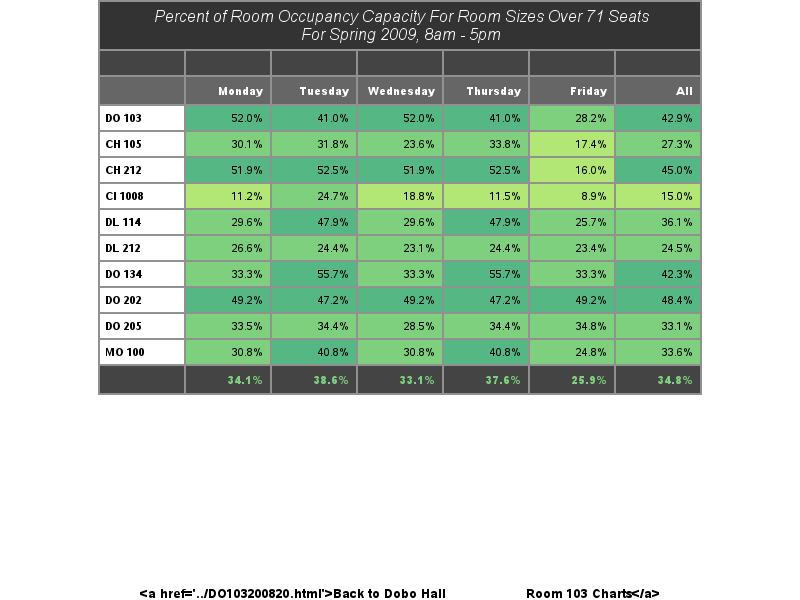 Percent of Room Occupancy Capacity For Room Sizes Over 71 Seats
For Spring 2009, 8am - 5pm
Monday Tuesday Wednesday Thursday Friday All
DO 103 52.0% 41.0% 52.0% 41.0% 28.2% 42.9%
CH 105 30.1% 31.8% 23.6% 33.8% 17.4% 27.3%
CH 212 51.9% 52.5% 51.9% 52.5% 16.0% 45.0%
CI 1008 11.2% 24.7% 18.8% 11.5% 8.9% 15.0%
DL 114 29.6% 47.9% 29.6% 47.9% 25.7% 36.1%
DL 212 26.6% 24.4% 23.1% 24.4% 23.4% 24.5%
DO 134 33.3% 55.7% 33.3% 55.7% 33.3% 42.3%
DO 202 49.2% 47.2% 49.2% 47.2% 49.2% 48.4%
DO 205 33.5% 34.4% 28.5% 34.4% 34.8% 33.1%
MO 100 30.8% 40.8% 30.8% 40.8% 24.8% 33.6%
34.1% 38.6% 33.1% 37.6% 25.9% 34.8%
<a href='../DO103200820.html'>Back to Dobo Hall Room 103 Charts</a>